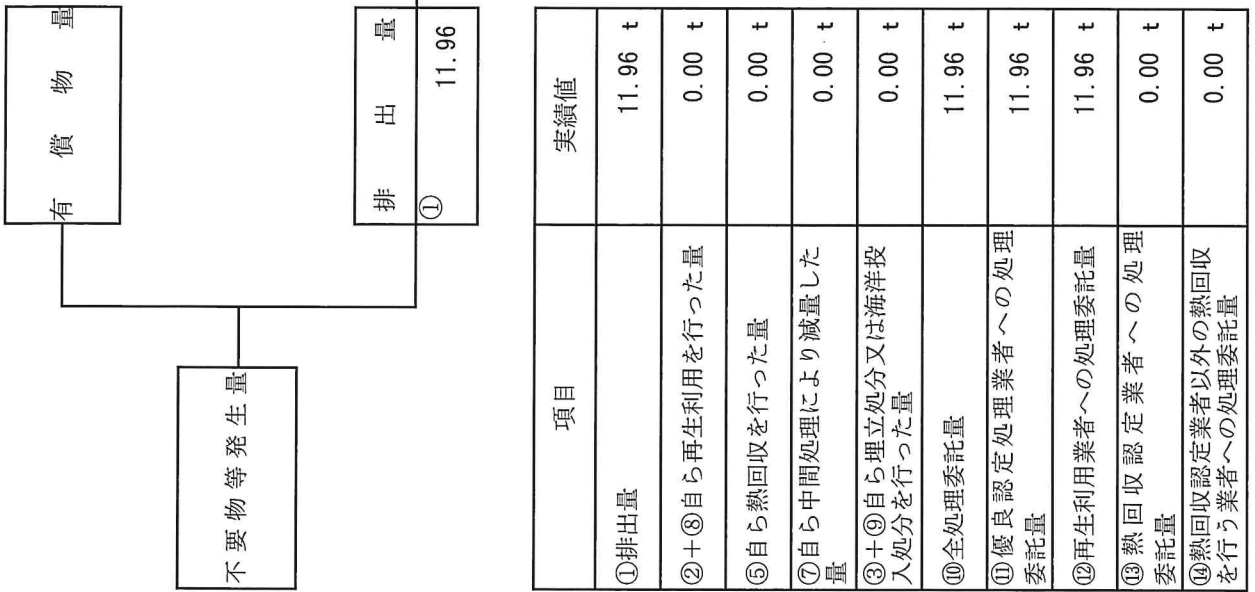 有償物量
不要物等発生量
排出量
① 11.96
項目 実績値
①排出量 11.96 t
②+⑧自ら再生利用を行った量 0.00 t
⑤自ら熱回収を行った量 0.00 t
⑦自ら中間処理により減量した
量 0.00 t
③+⑨自ら埋立処分又は海洋投
入処分を行った量 0.00 t
⑩全処理委託量 11.96 t
⑪優良認定処理業者への処理
委託量 11.96 t
⑫再生利用業者への処理委託量 11.96 t
⑬熱回収認定業者への処理
委託量 0.00 t
⑭熱回収認定業者以外の熱回収
を行う業者への処理委託量 0.00 t